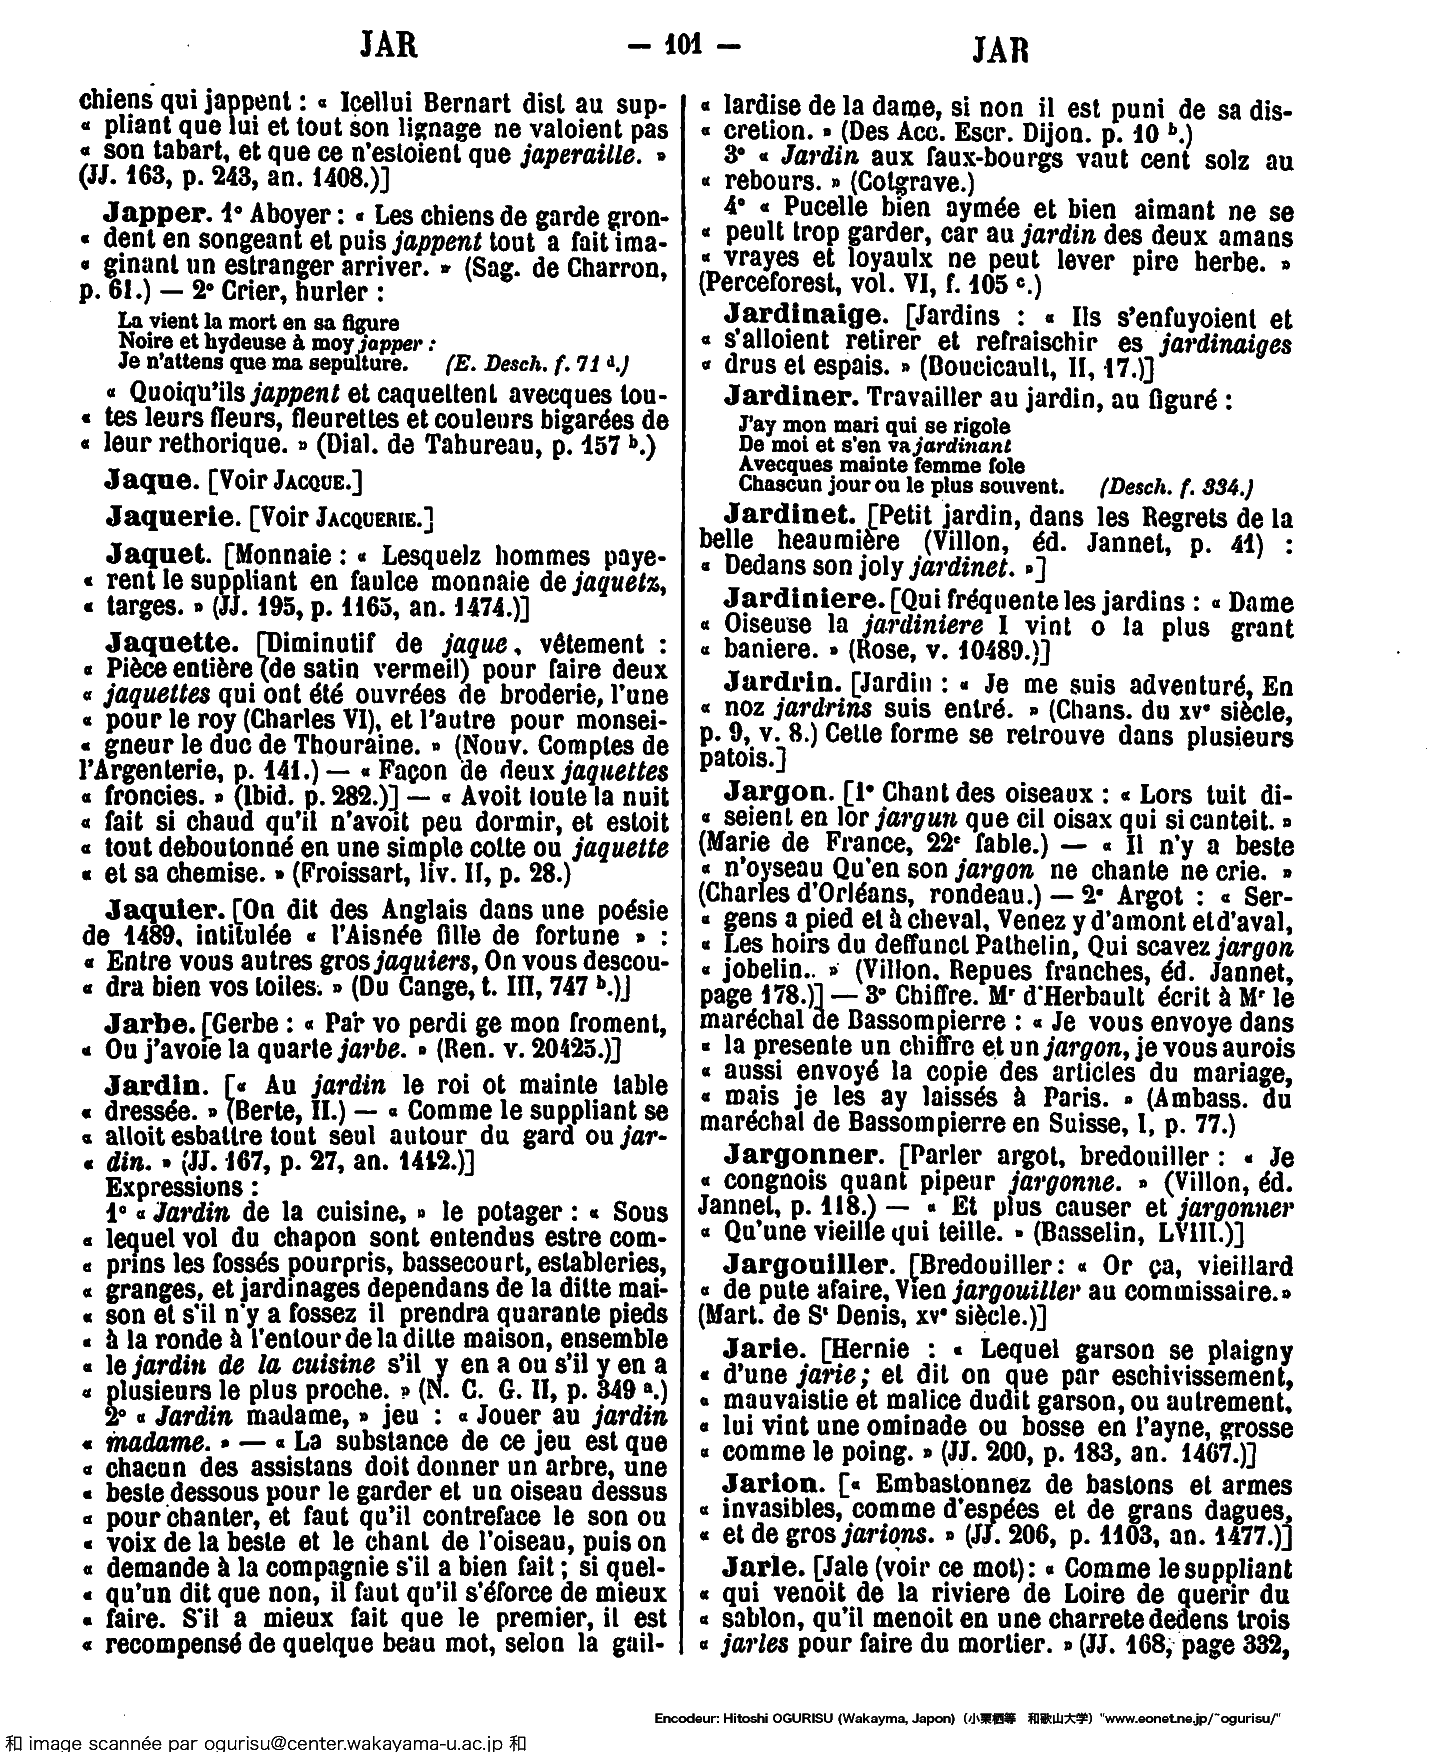 JAR — 101 — JAR
chiens qui jappent : « Icellui Bernart dist au sup-
« pliant que lui et tout son lignage ne valoient pas
« son tabart, et que ce n'estoient que japeraille. »
(JJ. 163, p. 243, an. 1408.)]
Japper. 1° Aboyer : « Les chiens de garde gron-
« dent en songeant et puis jappent tout a fait ima-
« ginant un estranger arriver. » (Sag. de Charron,
p. 61.) — 2° Crier, hurler :
La vient la mort en sa figure
Noire et hydeuse à moy japper :
Je n'attens que ma sepulture. (E. Desch. f. 71 d.)
« Quoiqu'ils jappent et caquettent avecques tou-
« tes leurs fleurs, fleurettes et couleurs bigarées de
« leur rethorique. » (Dial. de Tahureau, p. 157 b.)
Jaque. [Voir JACQUE.]
Jaquerie. [Voir JACQUERIE.]
Jaquet. [Monnaie : « Lesquelz hommes paye-
« rent le suppliant en faulce monnaie de jaquetz,
« targes. » (JJ. 195, p. 1165, an. 1474.)]
Jaquette. [Diminutif de jaque, vêtement :
« Pièce entière (de satin vermeil) pour faire deux
« jaquettes qui ont été ouvrées de broderie, l'une
« pour le roy (Charles VI), et l'autre pour monsei-
« gneur le duc de Thouraine. » (Nouv. Comptes de
l'Argenterie, p. 141.) — « Façon de deux jaquettes
« froncies. » (Ibid. p. 282.)] — « Avoit toute la nuit
« fait si chaud qu'il n'avoit peu dormir, et estoit
« tout deboutonné en une simple cotte ou jaquette
« et sa chemise. » (Froissart, liv. II, p. 28.)
Jaquier. [On dit des Anglais dans une poésie
de 1489, intitulée « l'Aisnée fille de fortune » :
« Entre vous autres gros jaquiers, On vous descou-
« dra bien vos toiles. » (Du Cange, t. III, 747 b.)]
Jarbe. [Gerbe : « Par vo perdi ge mon froment,
« Ou j'avoie la quarte jarbe. » (Ren. v. 20425.)]
Jardin. [« Au jardin le roi ot mainte table
« dressée. » (Berte, II.) — « Comme le suppliant se
« alloit esbattre tout seul autour du gard ou jar-
« din. » (JJ. 167, p. 27, an. 1412.)]
Expressions :
1° « Jardin de la cuisine, » le potager : « Sous
« lequel vol du chapon sont entendus estre com-
« prins les fossés pourpris, bassecourt, estableries,
« granges, et jardinages dependans de la ditte mai-
« son et s'il n'y a fossez il prendra quarante pieds
« à la ronde à l'entour de la ditte maison, ensemble
« le jardin de la cuisine s'il y en a ou s'il y en a
« plusieurs le plus proche. » (N. C. G. II, p. 349 a.)
2° « Jardin madame, » jeu : « Jouer au jardin
« madame. » — « La substance de ce jeu est que
« chacun des assistans doit donner un arbre, une
« beste dessous pour le garder et un oiseau dessus
« pour chanter, et faut qu'il contreface le son ou
« voix de la beste et le chant de l'oiseau, puis on
« demande à la compagnie s'il a bien fait ; si quel-
« qu'un dit que non, il faut qu'il s'éforce de mieux
« faire. S'il a mieux fait que le premier, il est
« recompensé de quelque beau mot, selon la gail-
« lardise de la dame, si non il est puni de sa dis-
« cretion. » (Des Acc. Escr. Dijon. p. 10 b.)
3° « Jardin aux faux-bourgs vaut cent solz au
« rebours. » (Cotgrave.)
4° « Pucelle bien aymée et bien aimant ne se
« peult trop garder, car au jardin des deux amans
« vrayes et loyaulx ne peut lever pire herbe. »
(Perceforest, vol. VI, f. 105 c.)
Jardinaige. [Jardins : « Ils s'enfuyoient et
« s'alloient retirer et refraischir es jardinaiges
« drus et espais. » (Boucicault, II, 17.)]
Jardiner. Travailler au jardin, au figuré :
J'ay mon mari qui se rigole
De moi et s'en va jardinant
Avecques mainte femme fole
Chascun jour ou le plus souvent. (Desch. f. 334.)
Jardinet. [Petit jardin, dans les Regrets de la
belle heaumière (Villon, éd. Jannet, p. 41) :
« Dedans son joly jardinet. »]
Jardiniere. [Qui fréquente les jardins : « Dame
« Oiseuse la jardiniere I vint o la plus grant
« baniere. » (Rose, v. 10489.)]
Jardrin. [Jardin : « Je me suis adventuré, En
« noz jardrins suis entré. » (Chans. du xve siècle,
p. 9, v. 8.) Cette forme se retrouve dans plusieurs
patois.]
Jargon. [1° Chant des oiseaux : « Lors tuit di-
« seient en lor jargun que cil oisax qui si canteit. »
(Marie de France, 22e fable.) — « Il n'y a beste
« n'oyseau Qu'en son jargon ne chante ne crie. »
(Charles d'Orléans, rondeau.) — 2° Argot : « Ser-
« gens a pied et à cheval, Venez y d'amont et d'aval,
« Les hoirs du deffunct Pathelin, Qui scavez jargon
« jobelin.. » (Villon. Repues franches, éd. Jannet,
page 178.)] — 3° Chiffre. Mr d'Herbault écrit à Mr le
maréchal de Bassompierre : « Je vous envoye dans
« la presente un chiffre et un jargon, je vous aurois
« aussi envoyé la copie des articles du mariage,
« mais je les ay laissés à Paris. » (Ambass. du
maréchal de Bassompierre en Suisse, I, p. 77.)
Jargonner. [Parler argot, bredouiller : « Je
« congnois quant pipeur jargonne. » (Villon, éd.
Jannet, p. 118.) — « Et plus causer et jargonner
« Qu'une vieille qui teille. » (Basselin, LVIII.)]
Jargouiller. [Bredouiller : « Or ça, vieillard
« de pute afaire, Vien jargouiller au commissaire. »
(Mart. de St Denis, xve siècle.)]
Jarie. [Hernie : « Lequel garson se plaigny
« d'une jarie ; et dit on que par eschivissement,
« mauvaistie et malice dudit garson, ou autrement,
« lui vint une ominade ou bosse en l'ayne, grosse
« comme le poing. » (JJ. 200, p. 183, an. 1467.)]
Jarion. [« Embastonnez de bastons et armes
« invasibles, comme d'espées et de grans dagues,
« et de gros jarions. » (JJ. 206, p. 1103, an. 1477.)]
Jarle. [Jale (voir ce mot) : « Comme le suppliant
« qui venoit de la riviere de Loire de querir du
« sablon, qu'il menoit en une charrete dedens trois
« jarles pour faire du mortier. » (JJ. 168, page 332,
Encodeur: Hitoshi OGURISU (Wakayma, Japon) (小栗栖等 和歌山大学) "www.eonet.ne.jp/~ogurisu/"
和 image scannée par ogurisu@center.wakayama-u.ac.jp 和